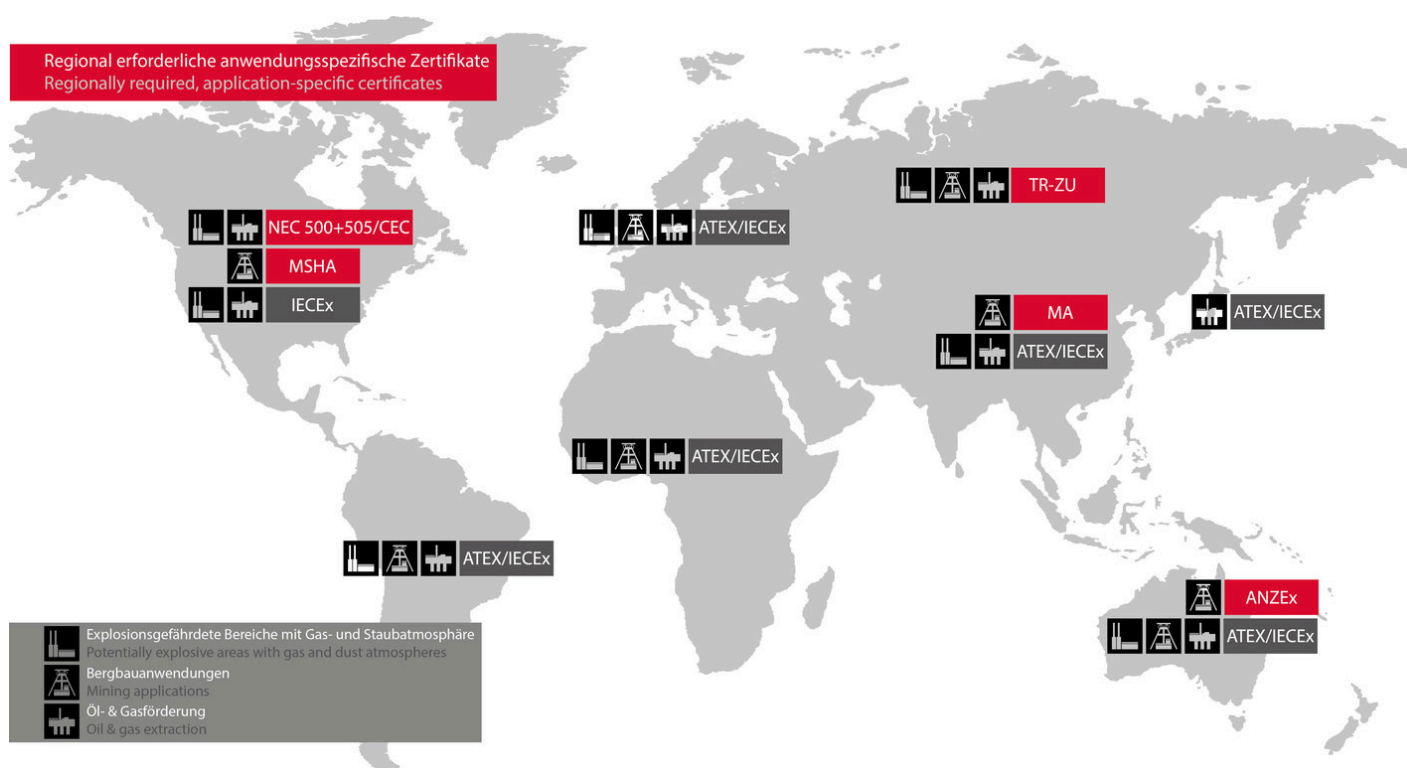 Regional erforderliche anwendungsspezifische Zertifikate
Regionally required, application-specific certificates
TR-ZU
NEC 500+505/CEC
MSHA
IECEx
ATEX/IECEx
MA
ATEX/IECEx
ATEX/IECEx
ATEX/IECEx
ATEX/IECEx
ANZEx
ATEX/IECEx
Explosionsgefährdete Bereiche mit Gas- und Staubatmosphäre
Potentially explosive areas with gas and dust atmospheres
Bergbauanwendungen
Mining applications
Öl- & Gasförderung
Oil & gas extraction